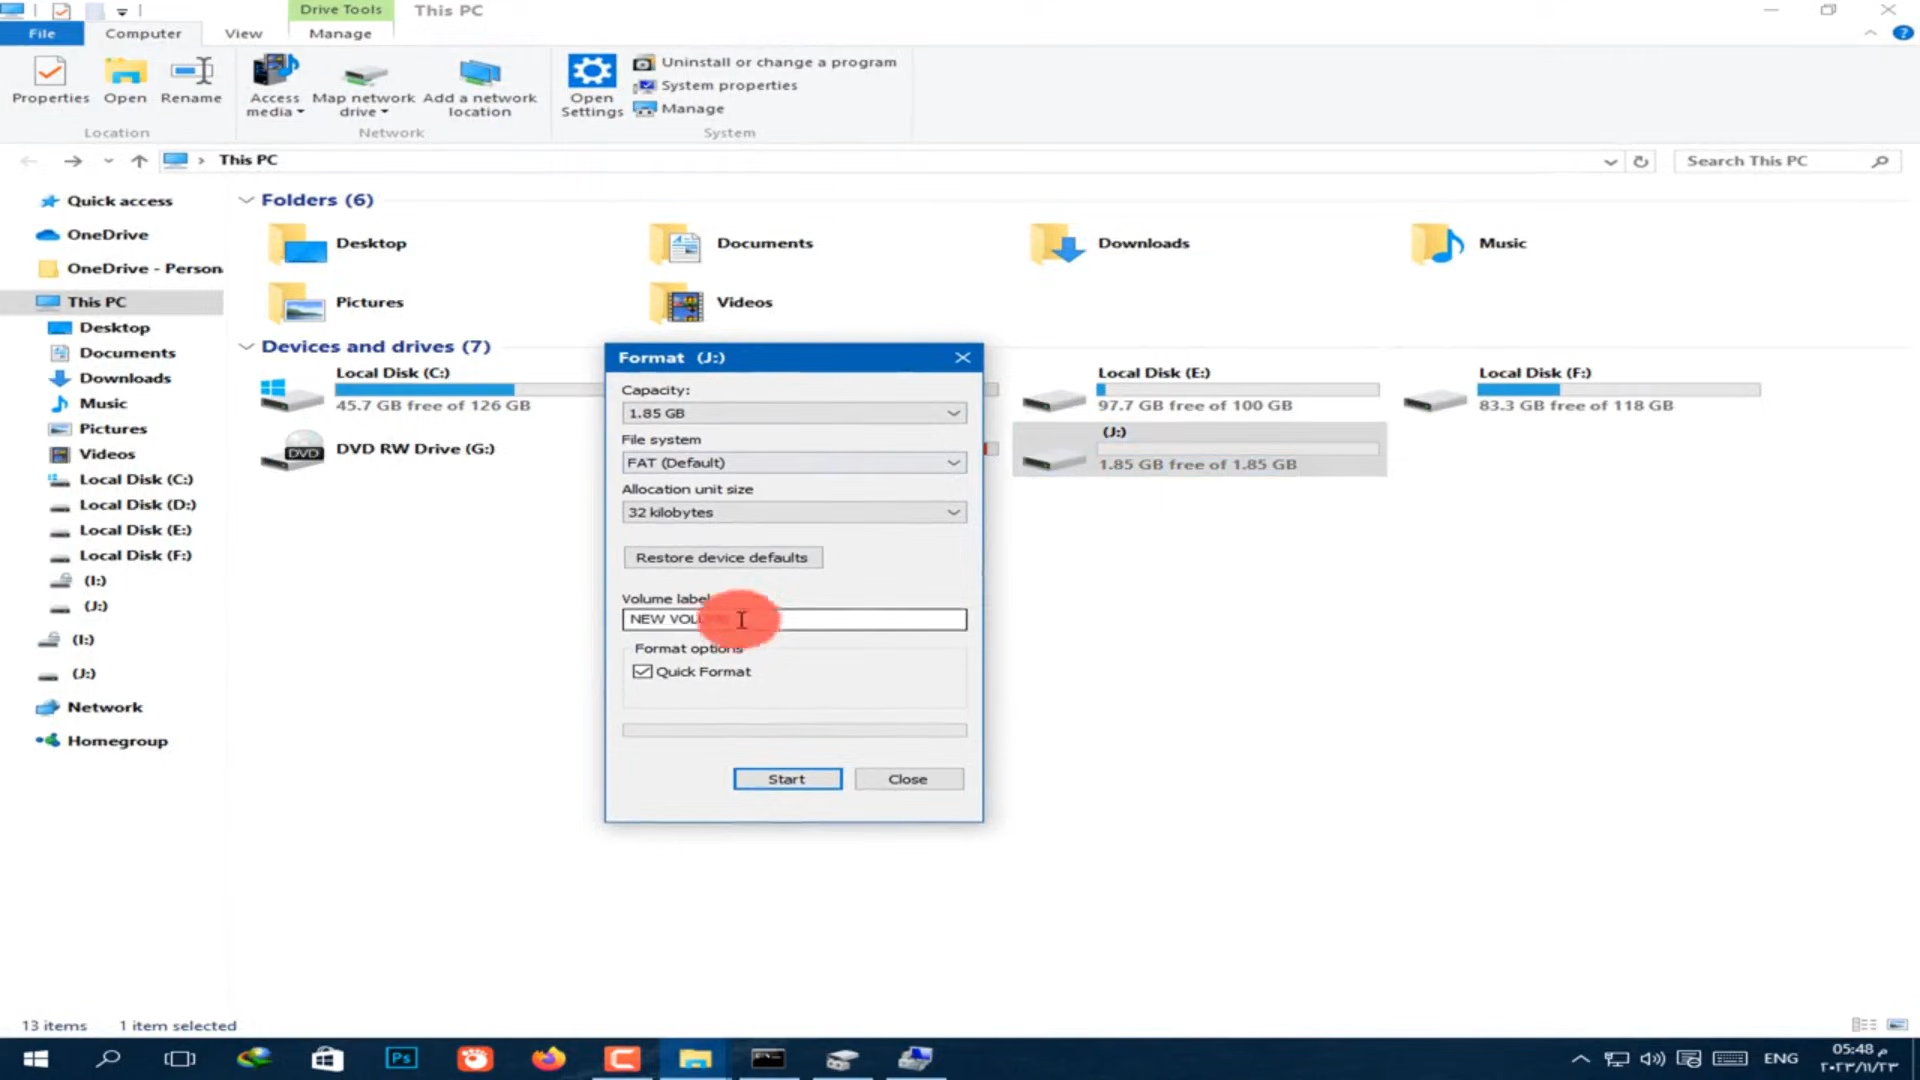 Drive Tools
This PC
File
Computer
View
Manage
Properties
Open
Rename
Access media
Map network drive
Add a network location
Open Settings
Uninstall or change a program
System properties
Manage
Location
Network
System
This PC
Search This PC
Quick access
OneDrive
OneDrive - Person
This PC
Desktop
Documents
Downloads
Music
Pictures
Videos
Local Disk (C:)
Local Disk (D:)
Local Disk (E:)
Local Disk (F:)
(I:)
(J:)
(I:)
(J:)
Network
Homegroup
Folders (6)
Desktop
Documents
Downloads
Music
Pictures
Videos
Devices and drives (7)
Local Disk (C:)
45.7 GB free of 126 GB
Local Disk (E:)
97.7 GB free of 100 GB
Local Disk (F:)
83.3 GB free of 118 GB
DVD
DVD RW Drive (G:)
(J:)
1.85 GB free of 1.85 GB
Format (J:)
Capacity:
1.85 GB
File system
FAT (Default)
Allocation unit size
32 kilobytes
Restore device defaults
Volume label
NEW
Format options
Quick Format
Start
Close
13 items
1 item selected
Ps
ENG
05:48 م
٢٠٢٣/١١/٢٣